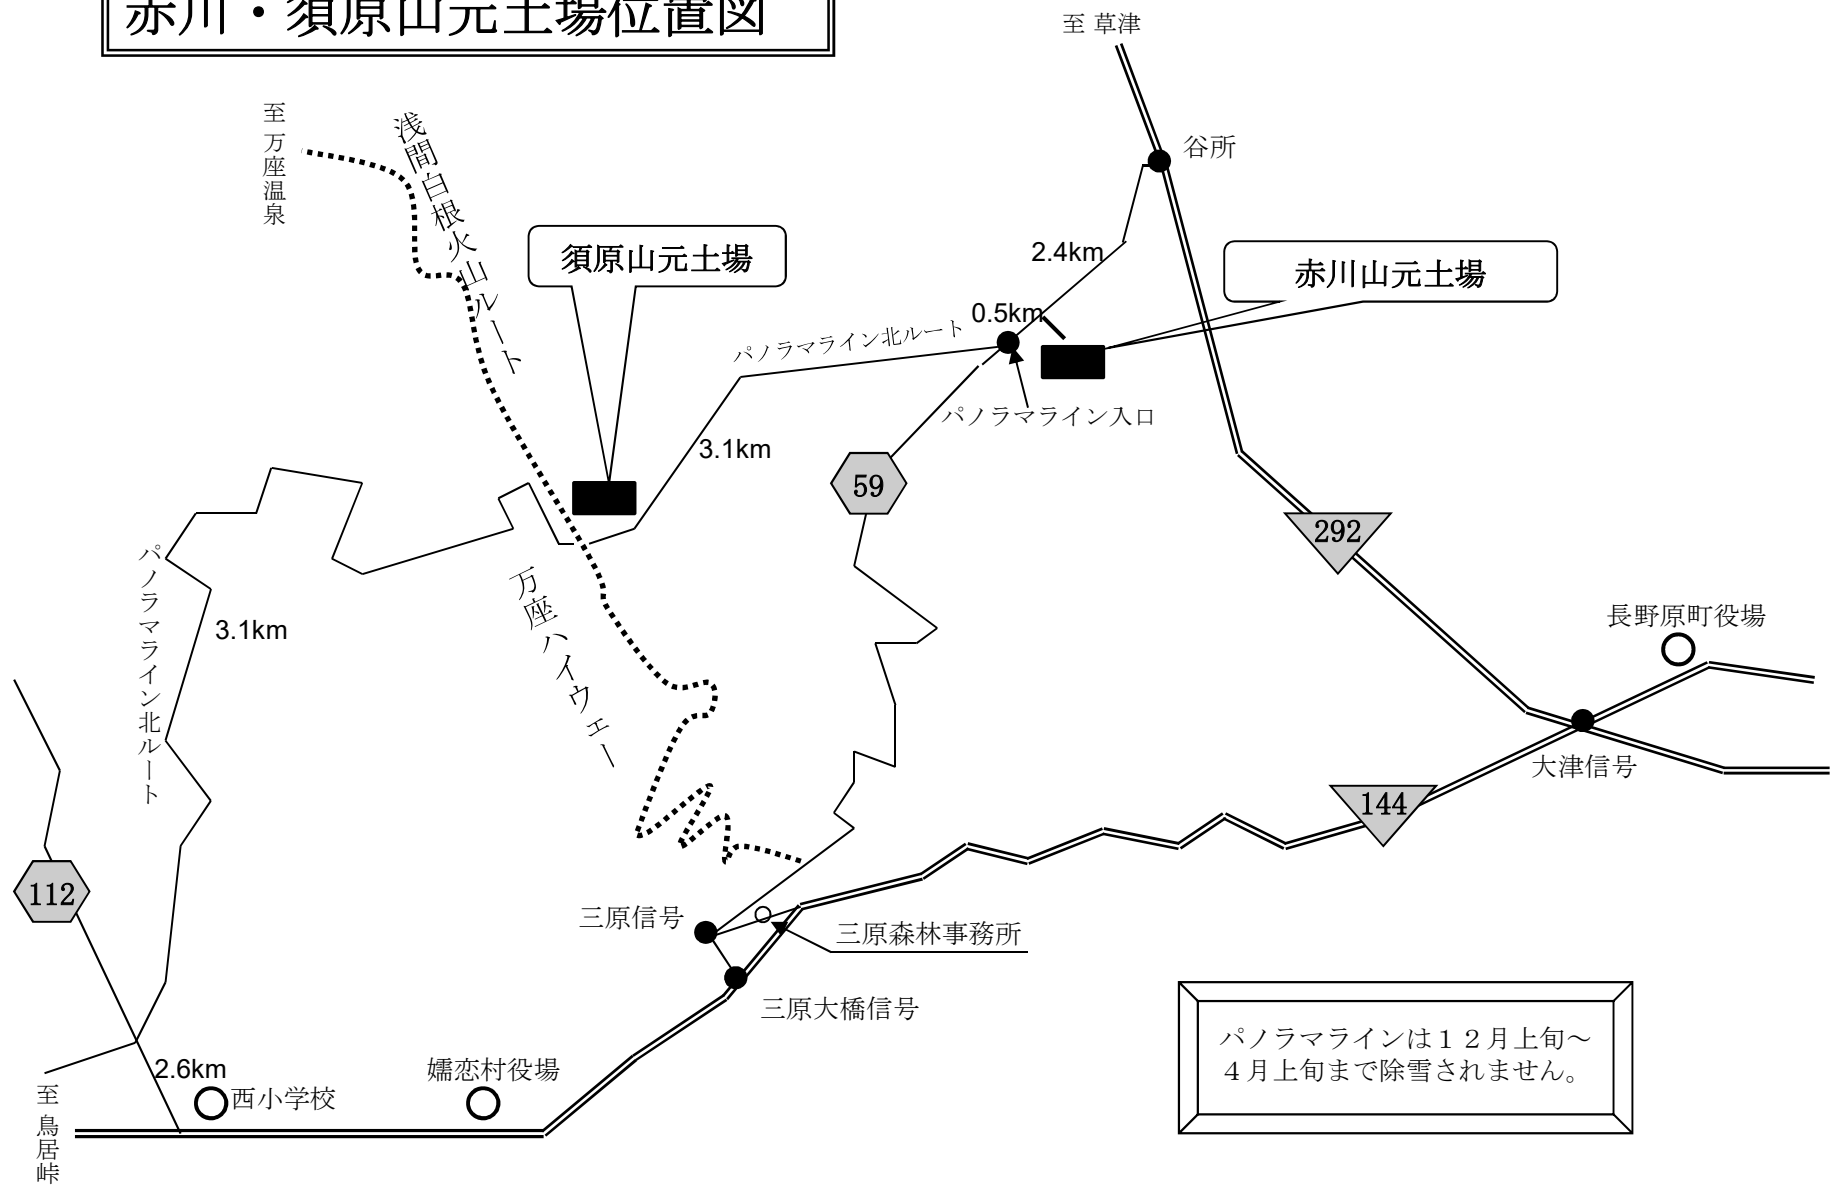 赤川・須原山元土場位置図
至 草津
至 万座温泉
浅間白根火山ルート
谷所
須原山元土場
2.4km
赤川山元土場
0.5km
パノラマライン北ルート
パノラマライン入口
3.1km
59
292
パノラマライン北ルート
万座ハイウェー
3.1km
長野原町役場
大津信号
144
112
三原信号
三原森林事務所
三原大橋信号
パノラマラインは１２月上旬～
４月上旬まで除雪されません。
2.6km
西小学校
嬬恋村役場
至 鳥居峠